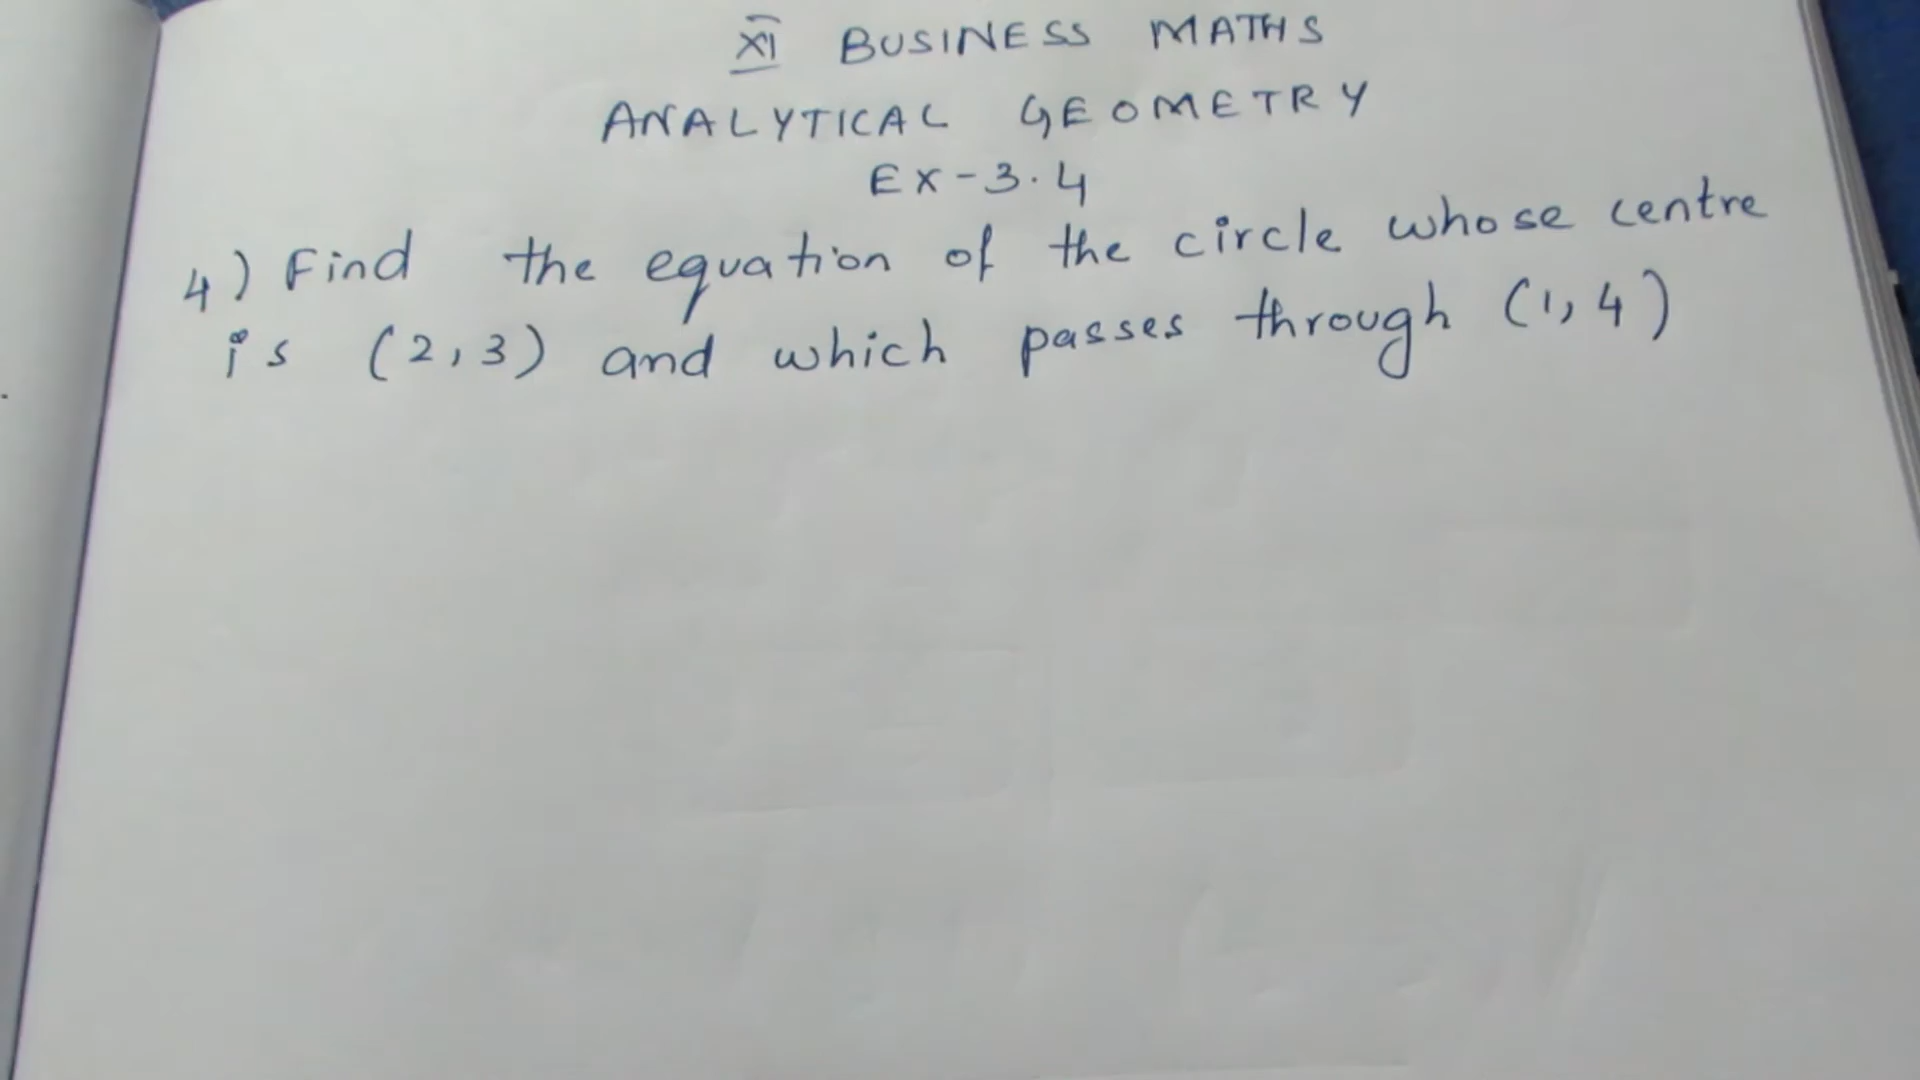 XI BUSINESS MATHS
ANALYTICAL GEOMETRY
EX-3.4
4) Find the equation of the circle whose centre
is (2,3) and which passes through (1,4)